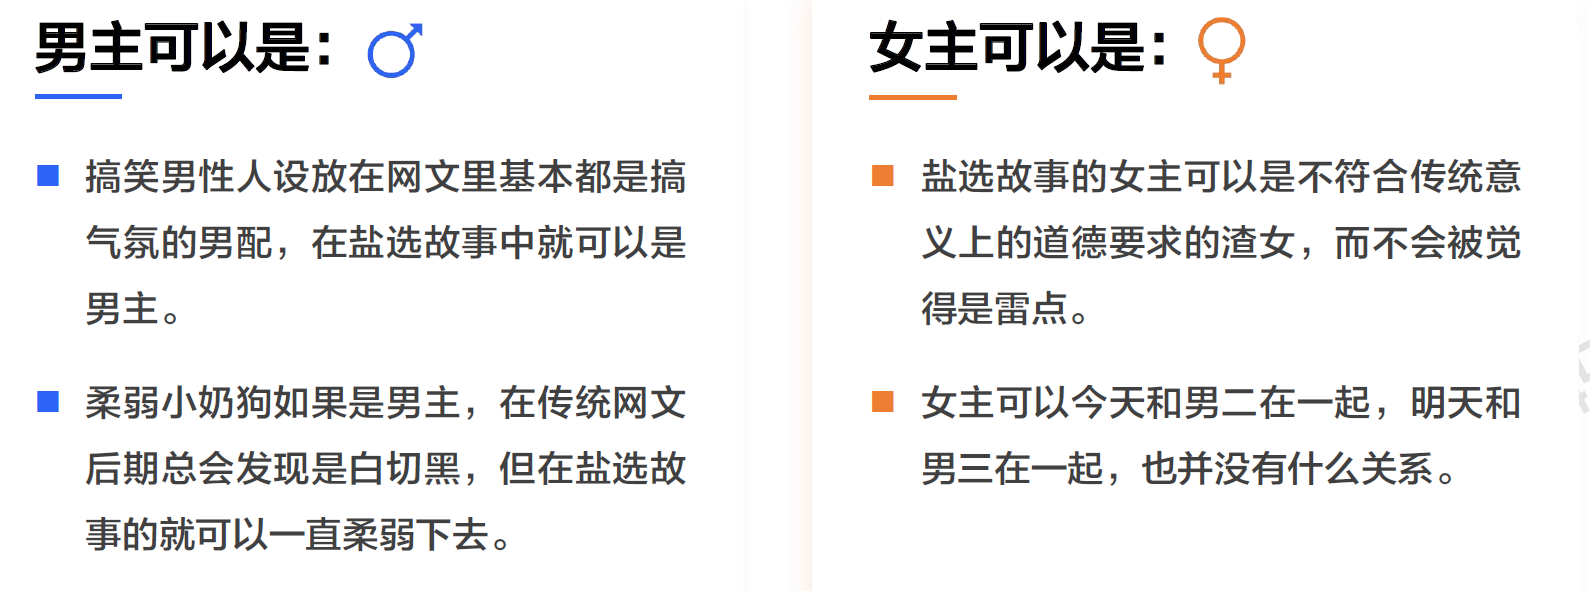 男主可以是：
搞笑男性人设放在网文里基本都是搞
气氛的男配，在盐选故事中就可以是
男主。
柔弱小奶狗如果是男主，在传统网文
后期总会发现是白切黑，但在盐选故
事的就可以一直柔弱下去。
女主可以是：
盐选故事的女主可以是不符合传统意
义上的道德要求的渣女，而不会被觉
得是雷点。
女主可以今天和男二在一起，明天和
男三在一起，也并没有什么关系。